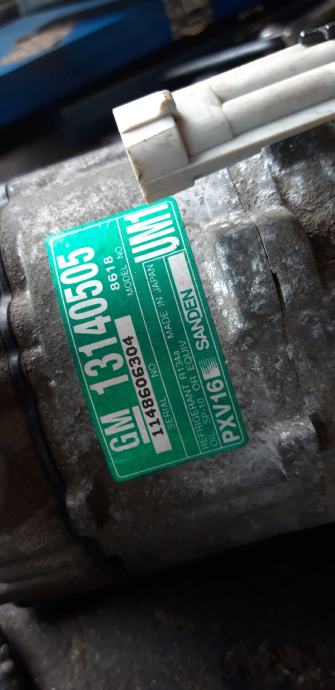 GM 13140505 UM1
8618
MODEL NO
1148606304
SERIAL NO. MADE IN JAPAN
REFRIGERANT R134a
OIL SP-10 OR EQUIV
PXV16 SANDEN